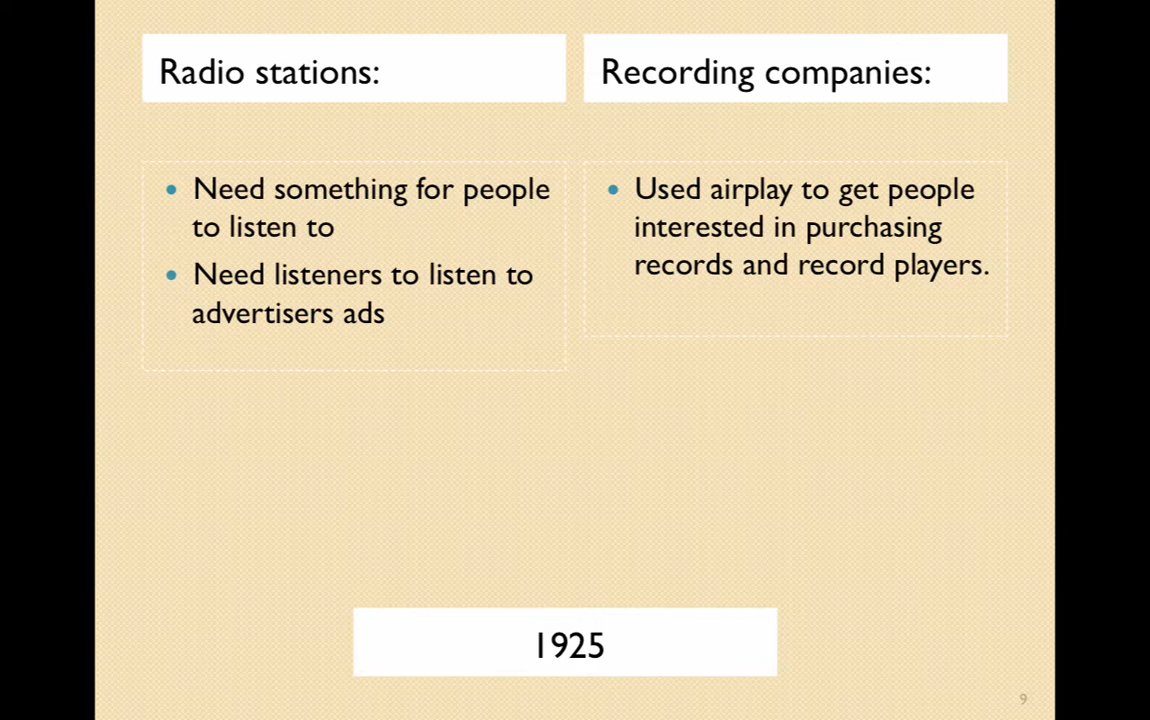 Radio stations:
Recording companies:
• Need something for people
to listen to
• Need listeners to listen to
advertisers ads
• Used airplay to get people
interested in purchasing
records and record players.
1925
9